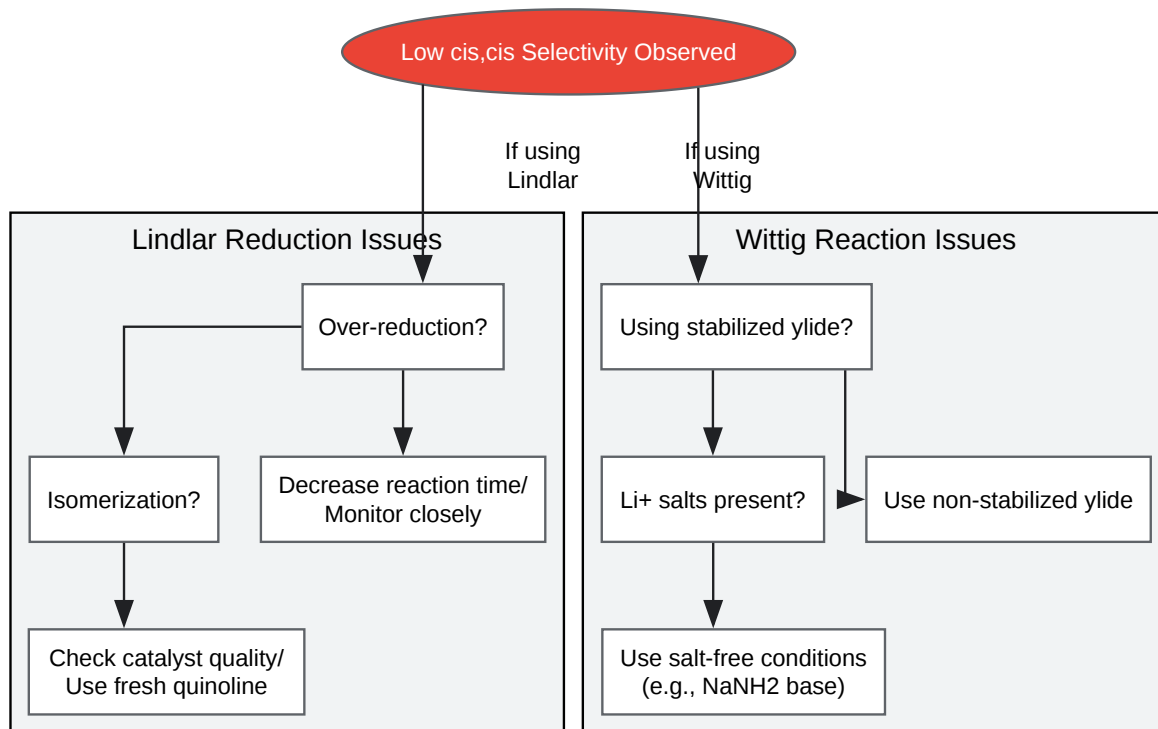 Low cis,cis Selectivity Observed
If using
Lindlar
If using
Wittig
Lindlar Reduction Issues
Wittig Reaction Issues
Over-reduction?
Using stabilized ylide?
Isomerization?
Decrease reaction time/
Monitor closely
Li+ salts present?
Use non-stabilized ylide
Check catalyst quality/
Use fresh quinoline
Use salt-free conditions
(e.g., NaNH2 base)